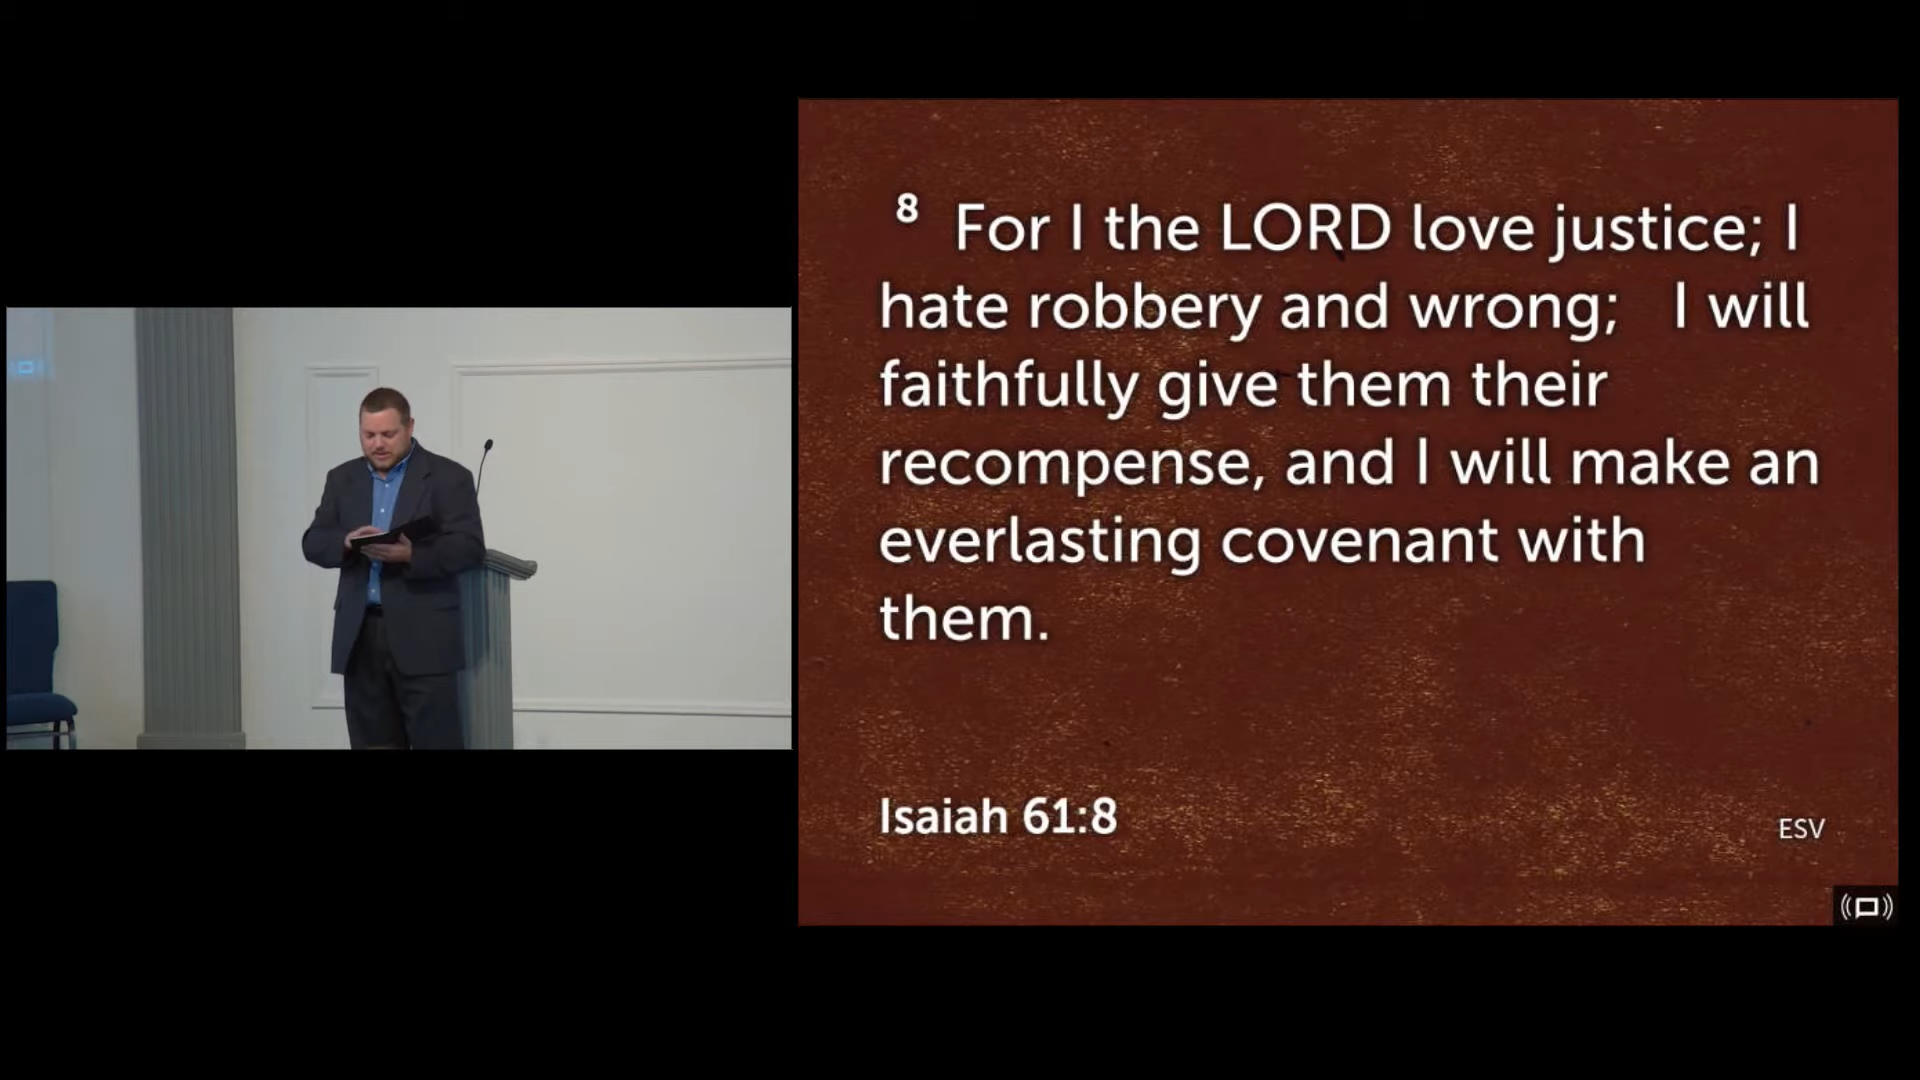 8 For I the LORD love justice; I
hate robbery and wrong; I will
faithfully give them their
recompense, and I will make an
everlasting covenant with
them.
Isaiah 61:8
ESV